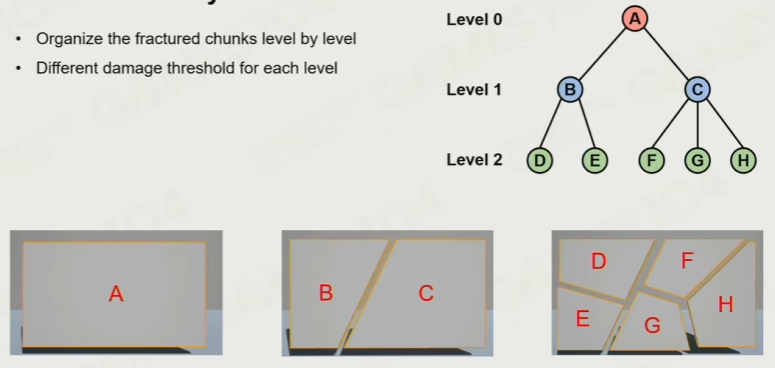 • Organize the fractured chunks level by level
• Different damage threshold for each level
Level 0
A
Level 1
B C
Level 2
D E F G H
A
B C
D F
E G H